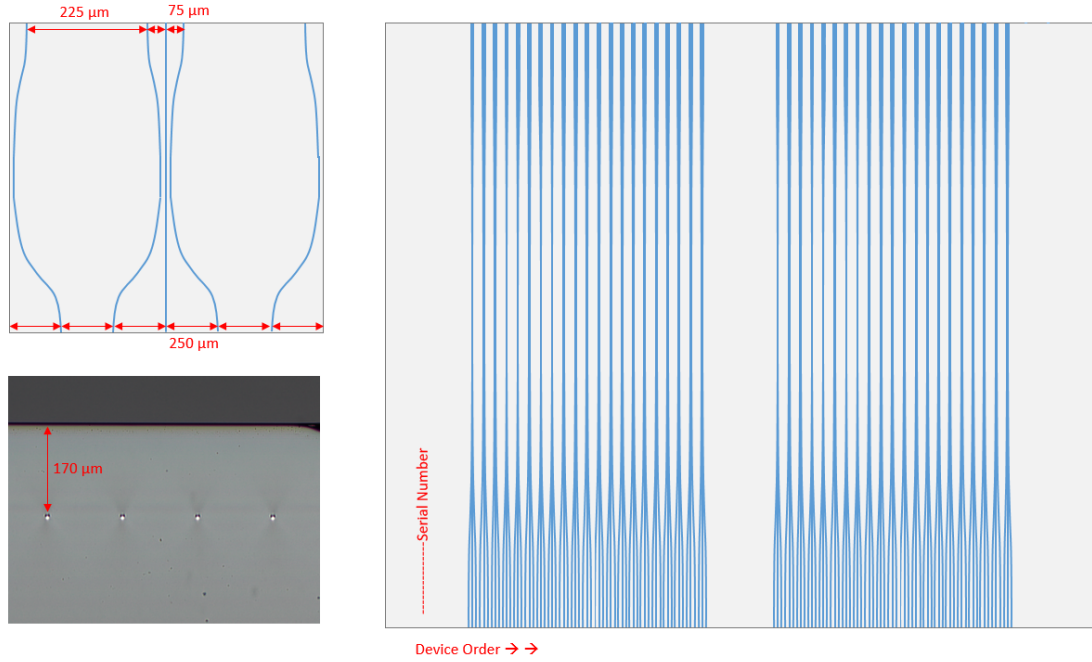 225 µm
75 µm
250 µm
170 µm
-------------Serial Number
Device Order → →